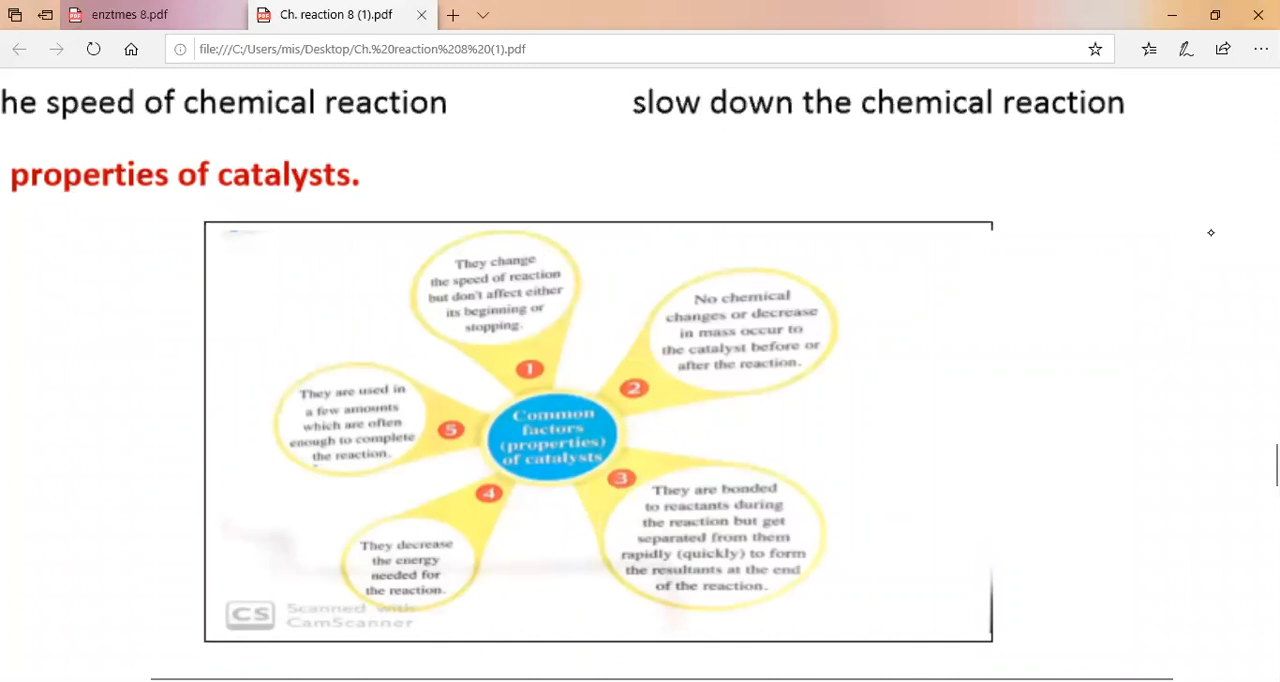 enztmes 8.pdf
Ch. reaction 8 (1).pdf
file:///C:/Users/mis/Desktop/Ch.%20reaction%208%20(1).pdf
he speed of chemical reaction
slow down the chemical reaction
properties of catalysts.
They change
the speed of reaction
but don't affect either
its beginning or
stopping.
1
No chemical
changes or decrease
in mass occur to
the catalyst before or
after the reaction.
2
They are bonded
to reactants during
the reaction but get
separated from them
rapidly (quickly) to form
the resultants at the end
of the reaction.
3
They decrease
the energy
needed for
the reaction.
4
They are used in
a few amounts
which are often
enough to complete
the reaction.
5
Common
factors
(properties)
of catalysts
CS
Scanned with
CamScanner